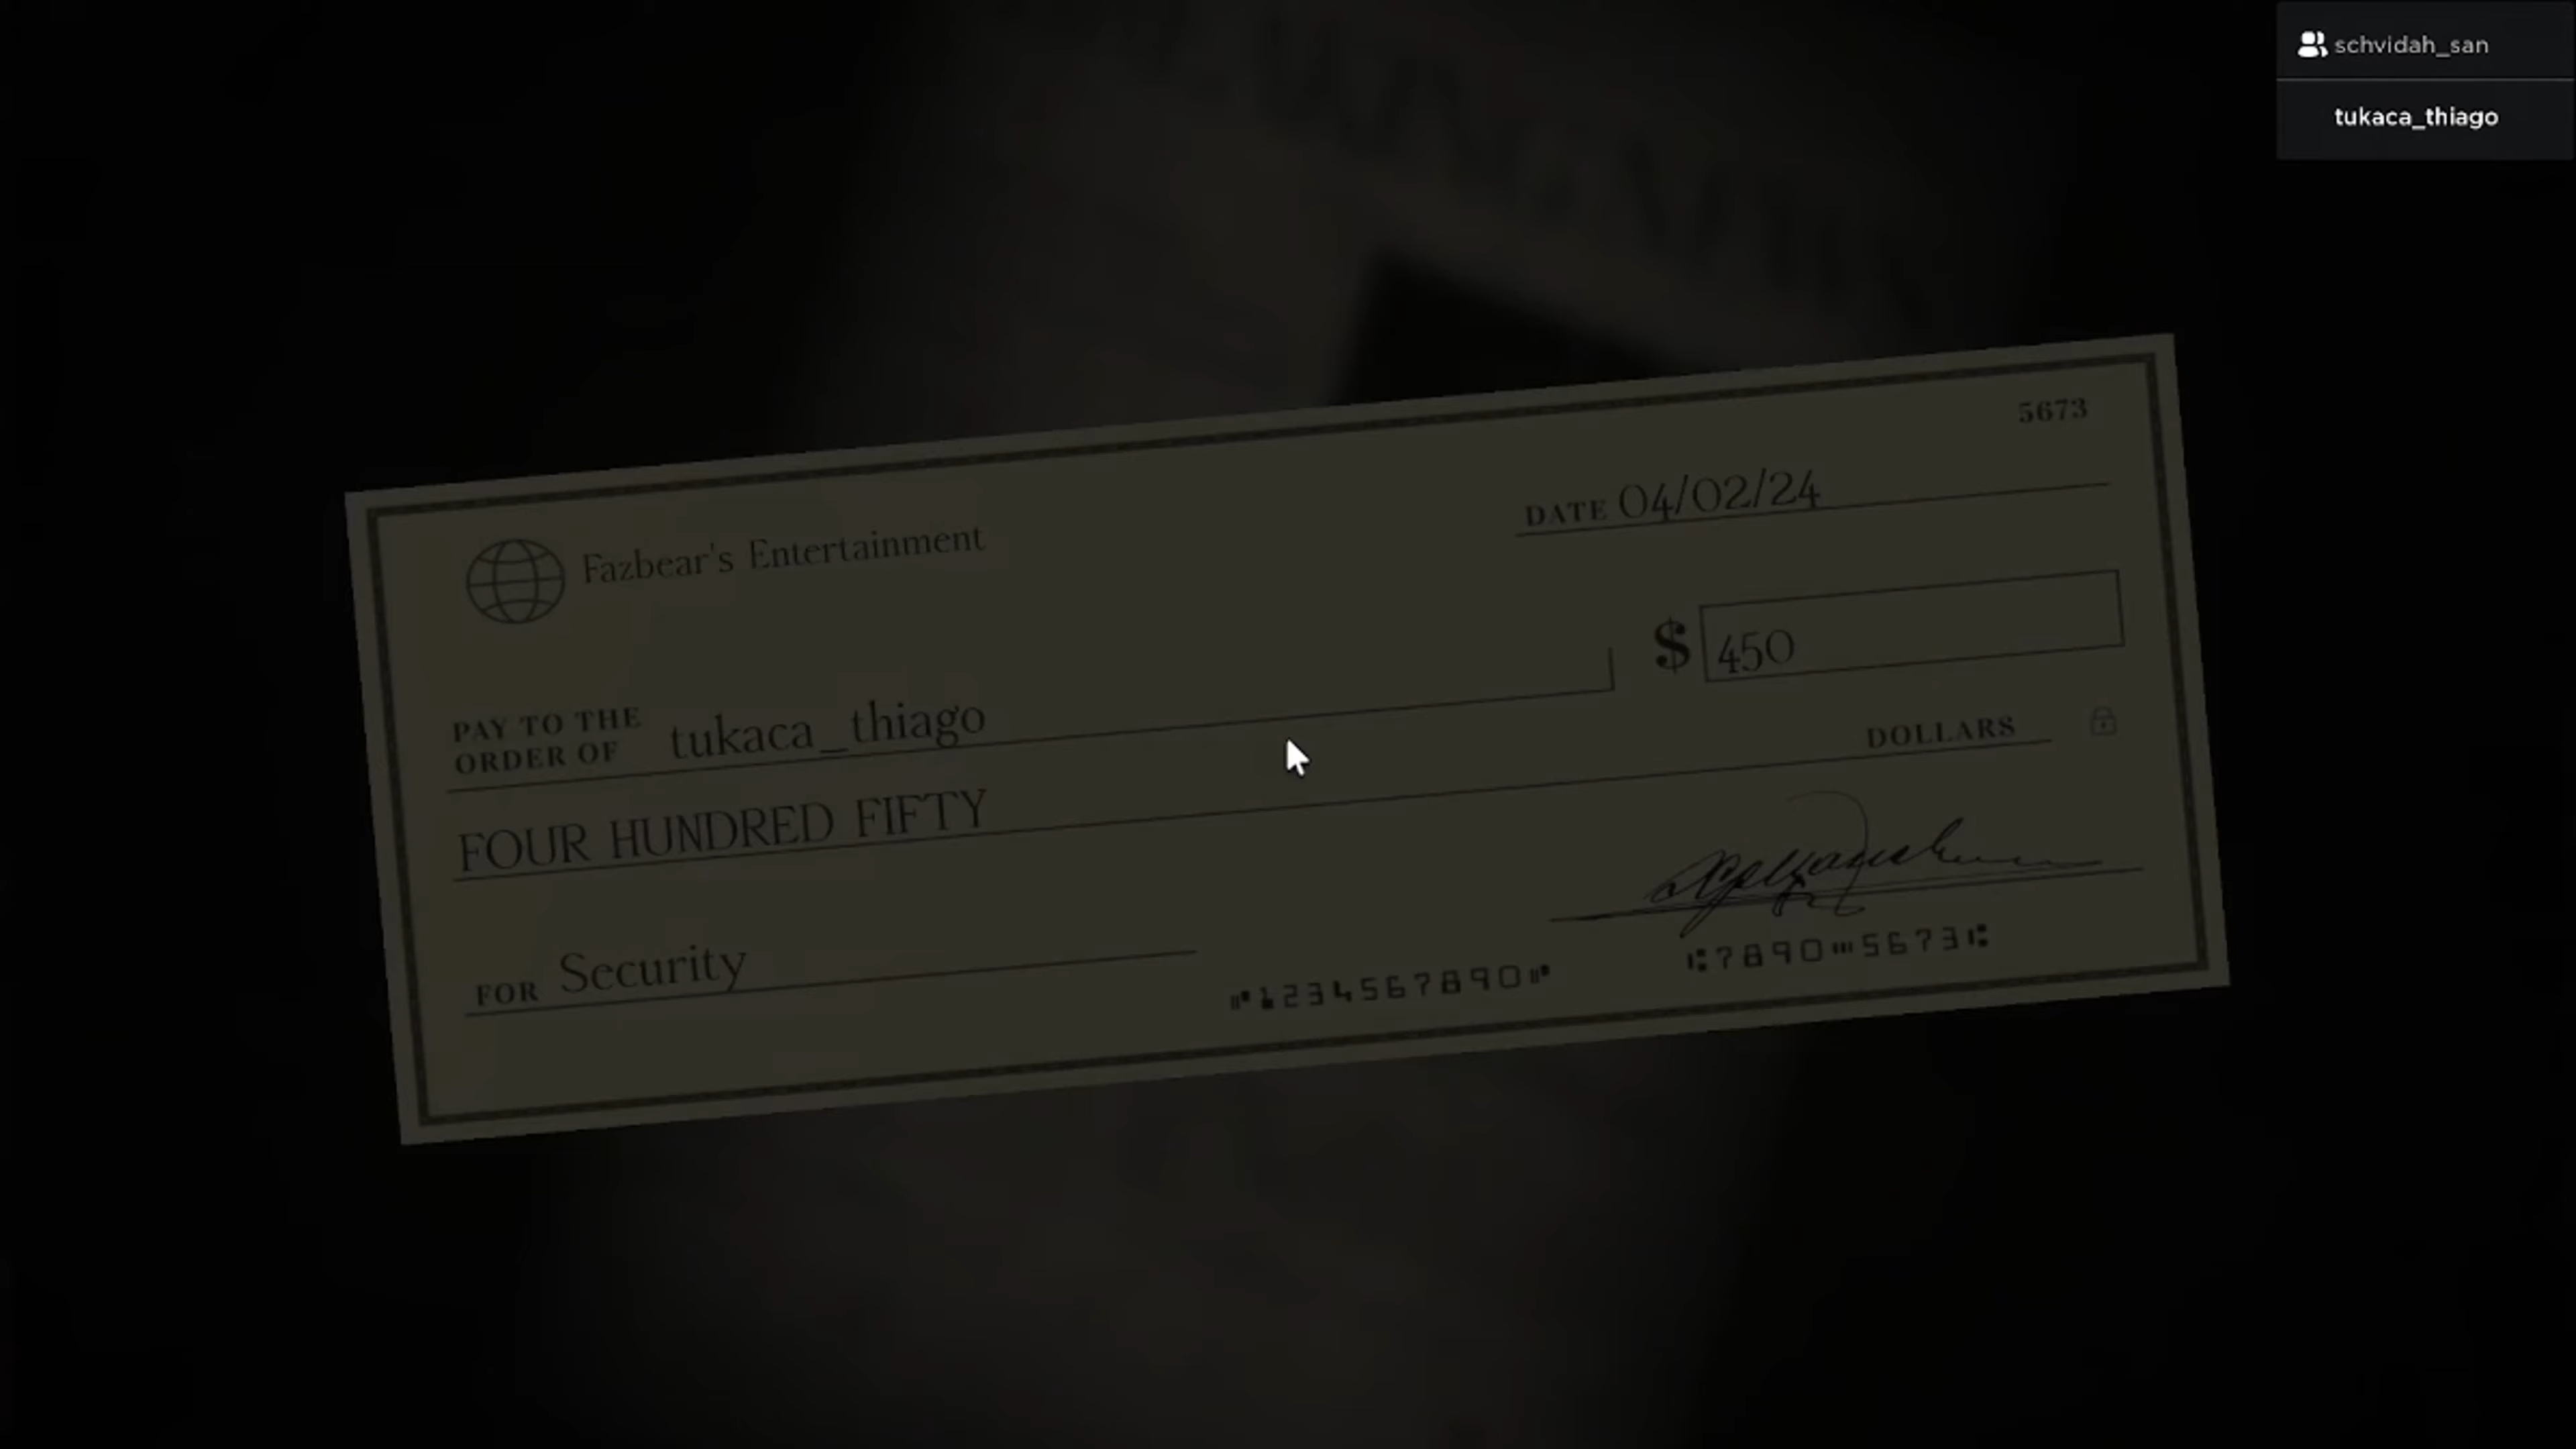 schvidah_san
tukaca_thiago
5673
DATE 04/02/24
Fazbear's Entertainment
$ 450
PAY TO THE
ORDER OF tukaca_thiago
DOLLARS
FOUR HUNDRED FIFTY
FOR Security
1234567890
7890 5673